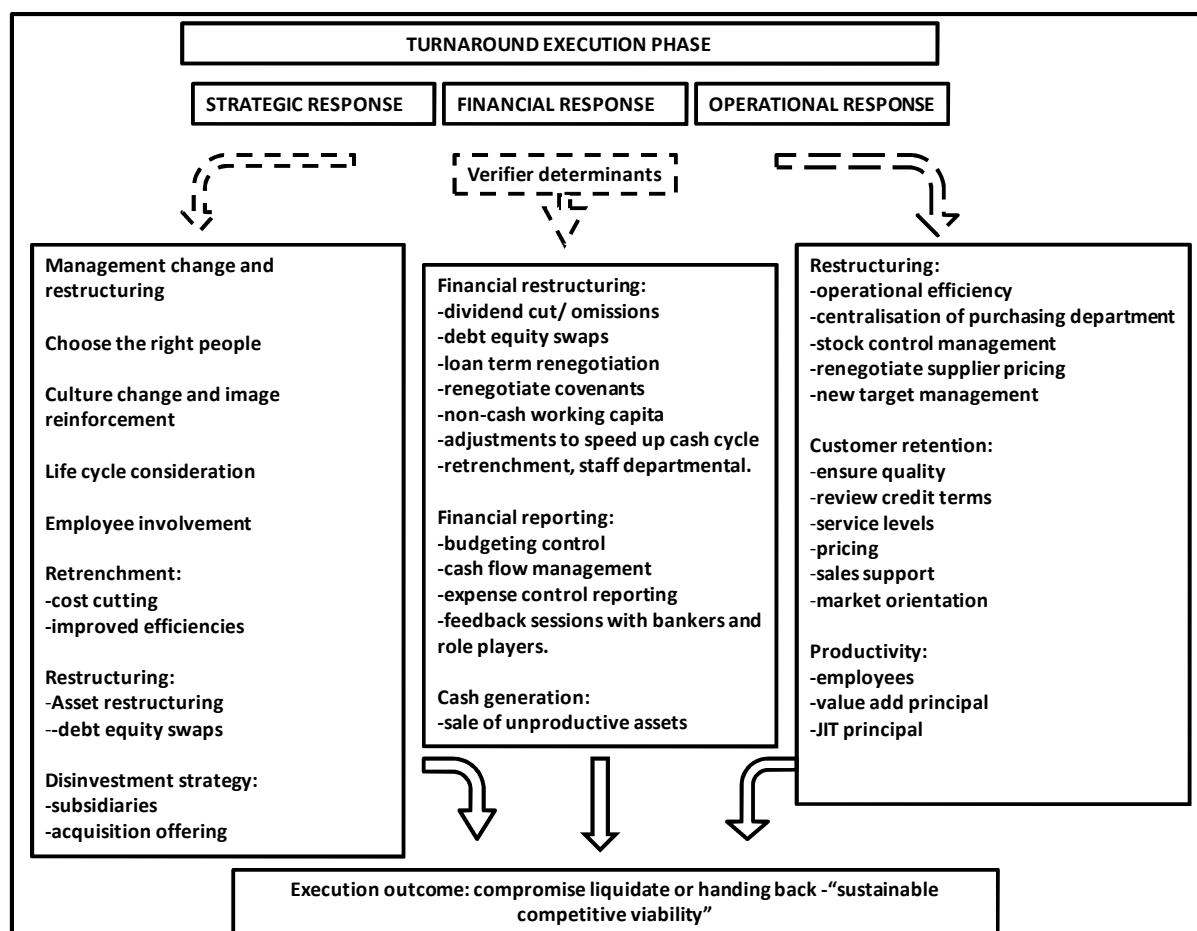 TURNAROUND EXECUTION PHASE
STRATEGIC RESPONSE
FINANCIAL RESPONSE
OPERATIONAL RESPONSE
Verifier determinants
Management change and
restructuring
Choose the right people
Culture change and image
reinforcement
Life cycle consideration
Employee involvement
Retrenchment:
-cost cutting
-improved efficiencies
Restructuring:
-Asset restructuring
--debt equity swaps
Disinvestment strategy:
-subsidiaries
-acquisition offering
Financial restructuring:
-dividend cut/ omissions
-debt equity swaps
-loan term renegotiation
-renegotiate covenants
-non-cash working capita
-adjustments to speed up cash cycle
-retrenchment, staff departmental.
Financial reporting:
-budgeting control
-cash flow management
-expense control reporting
-feedback sessions with bankers and
role players.
Cash generation:
-sale of unproductive assets
Restructuring:
-operational efficiency
-centralisation of purchasing department
-stock control management
-renegotiate supplier pricing
-new target management
Customer retention:
-ensure quality
-review credit terms
-service levels
-pricing
-sales support
-market orientation
Productivity:
-employees
-value add principal
-JIT principal
Execution outcome: compromise liquidate or handing back -“sustainable
competitive viability”